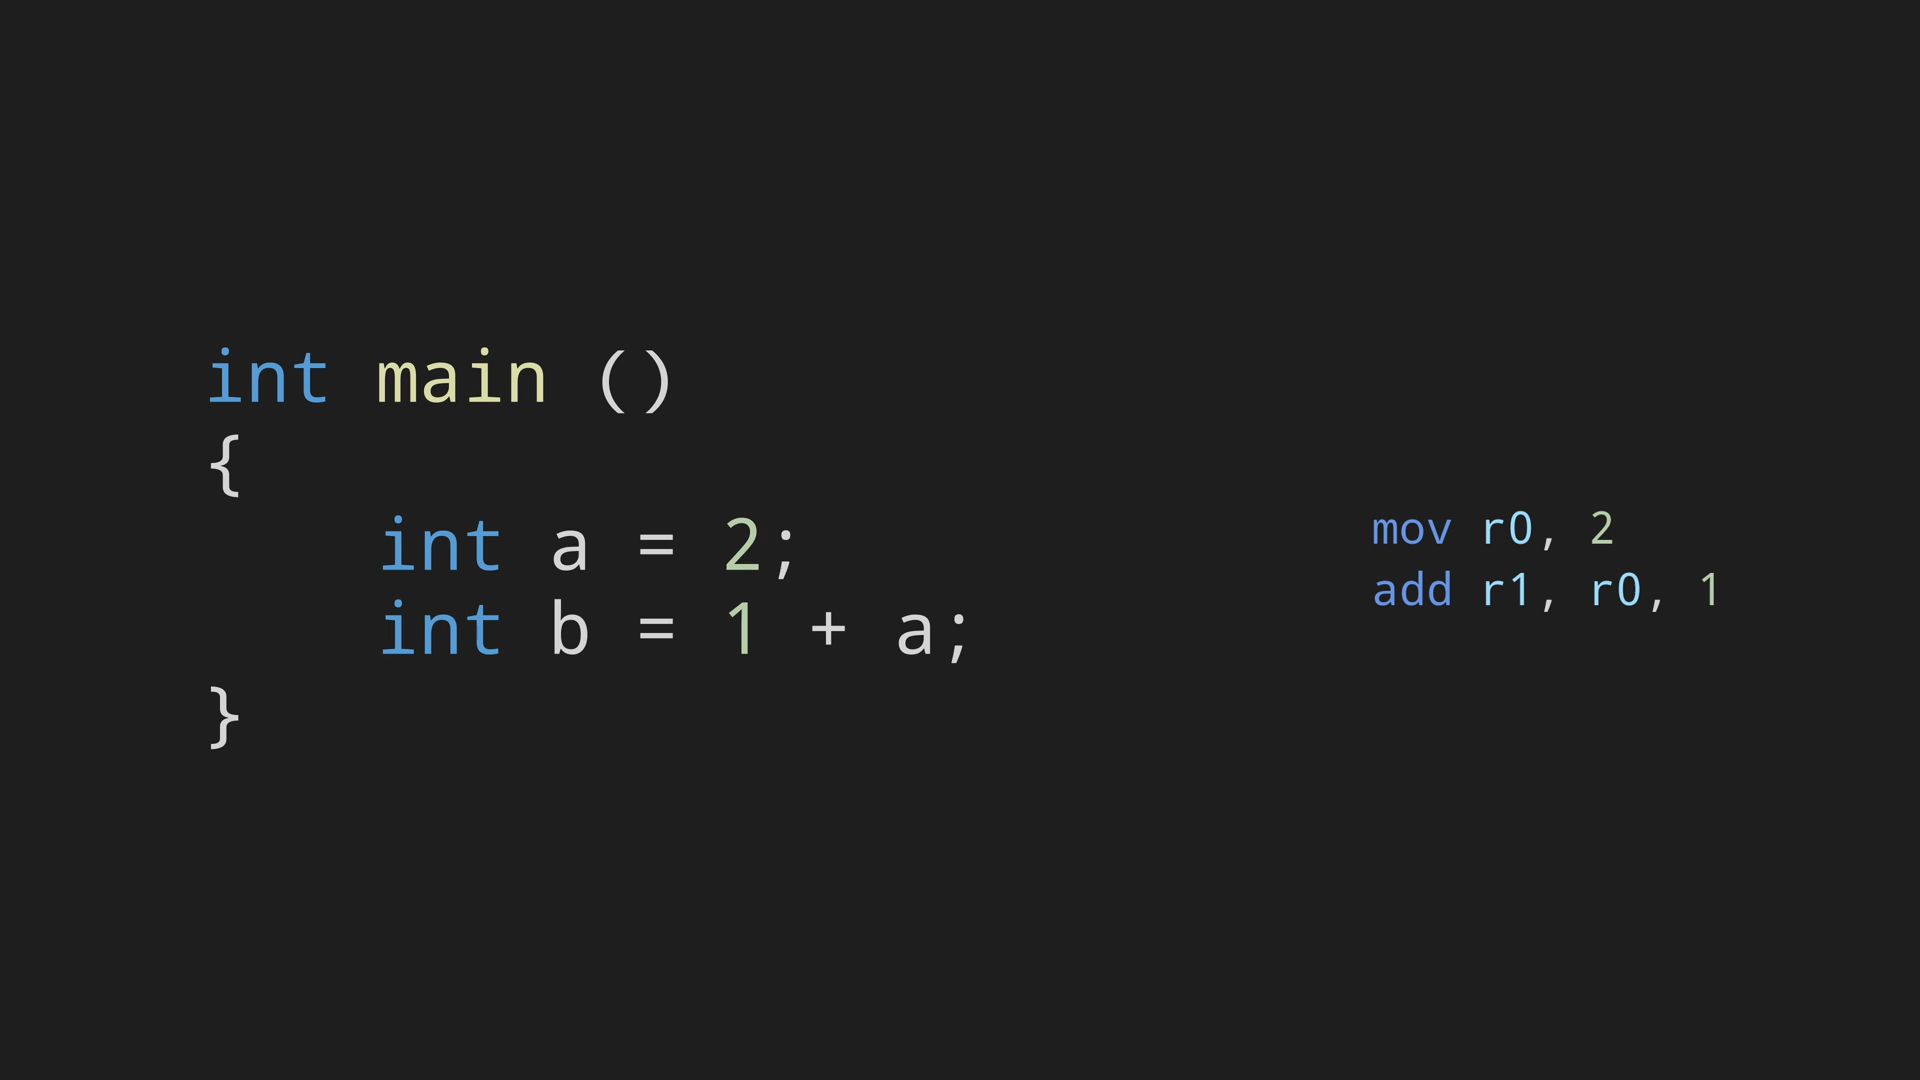 int main ()
{
    int a = 2;
    int b = 1 + a;
}
mov r0, 2
add r1, r0, 1